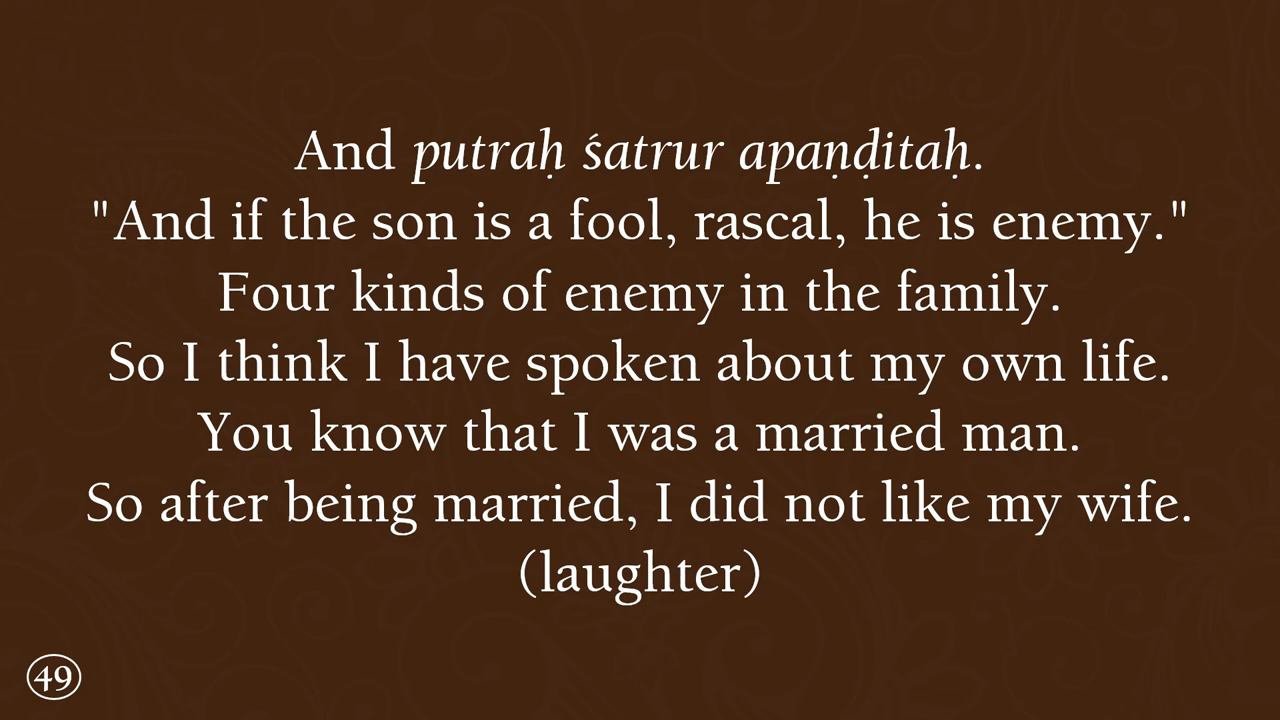 And putraḥ śatrur apaṇḍitaḥ.
"And if the son is a fool, rascal, he is enemy."
Four kinds of enemy in the family.
So I think I have spoken about my own life.
You know that I was a married man.
So after being married, I did not like my wife.
(laughter)
49